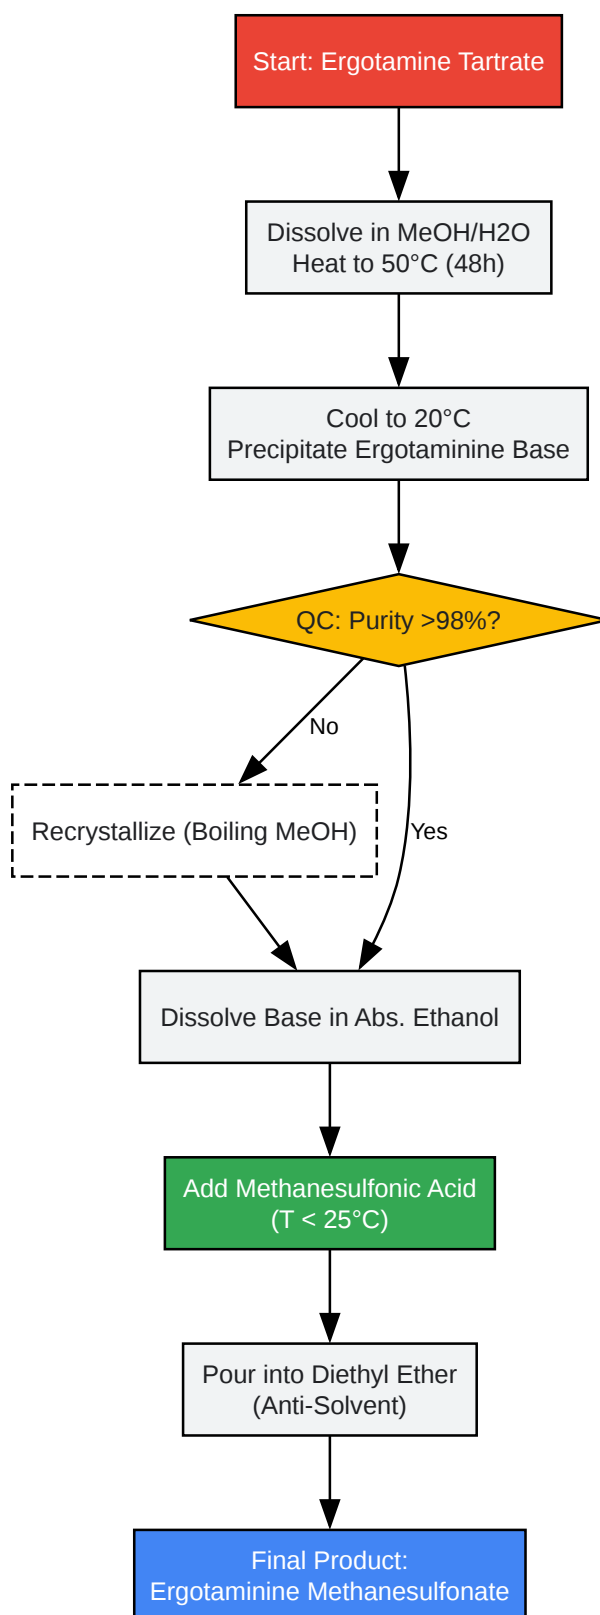 Start: Ergotamine Tartrate
Dissolve in MeOH/H2O
Heat to 50°C (48h)
Cool to 20°C
Precipitate Ergotaminine Base
QC: Purity >98%?
No
Recrystallize (Boiling MeOH)
Yes
Dissolve Base in Abs. Ethanol
Add Methanesulfonic Acid
(T < 25°C)
Pour into Diethyl Ether
(Anti-Solvent)
Final Product:
Ergotaminine Methanesulfonate